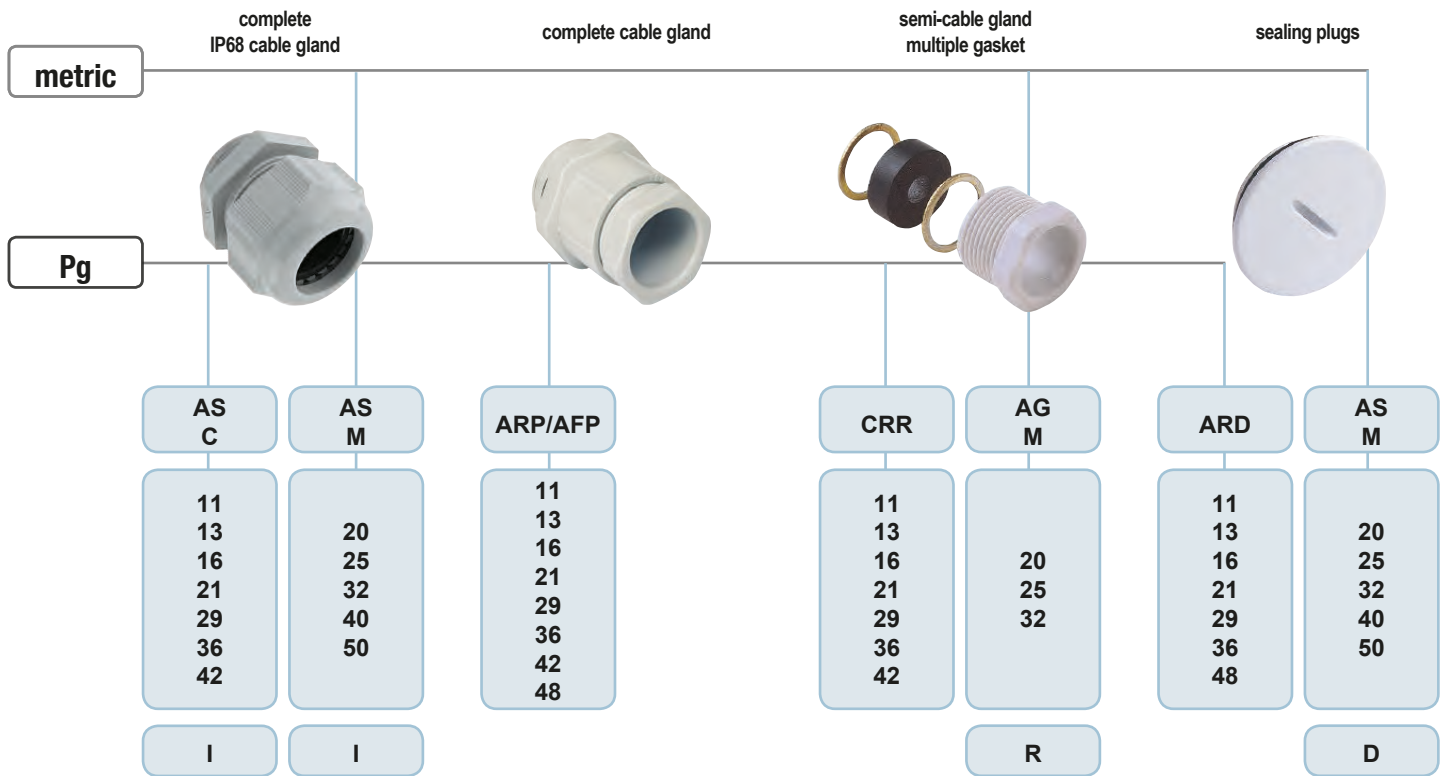 complete
IP68 cable gland
complete cable gland
semi-cable gland
multiple gasket
sealing plugs
metric
Pg
AS
C
11
13
16
21
29
36
42
I
AS
M
20
25
32
40
50
I
ARP/AFP
11
13
16
21
29
36
42
48
CRR
11
13
16
21
29
36
42
AG
M
20
25
32
R
ARD
11
13
16
21
29
36
48
AS
M
20
25
32
40
50
D